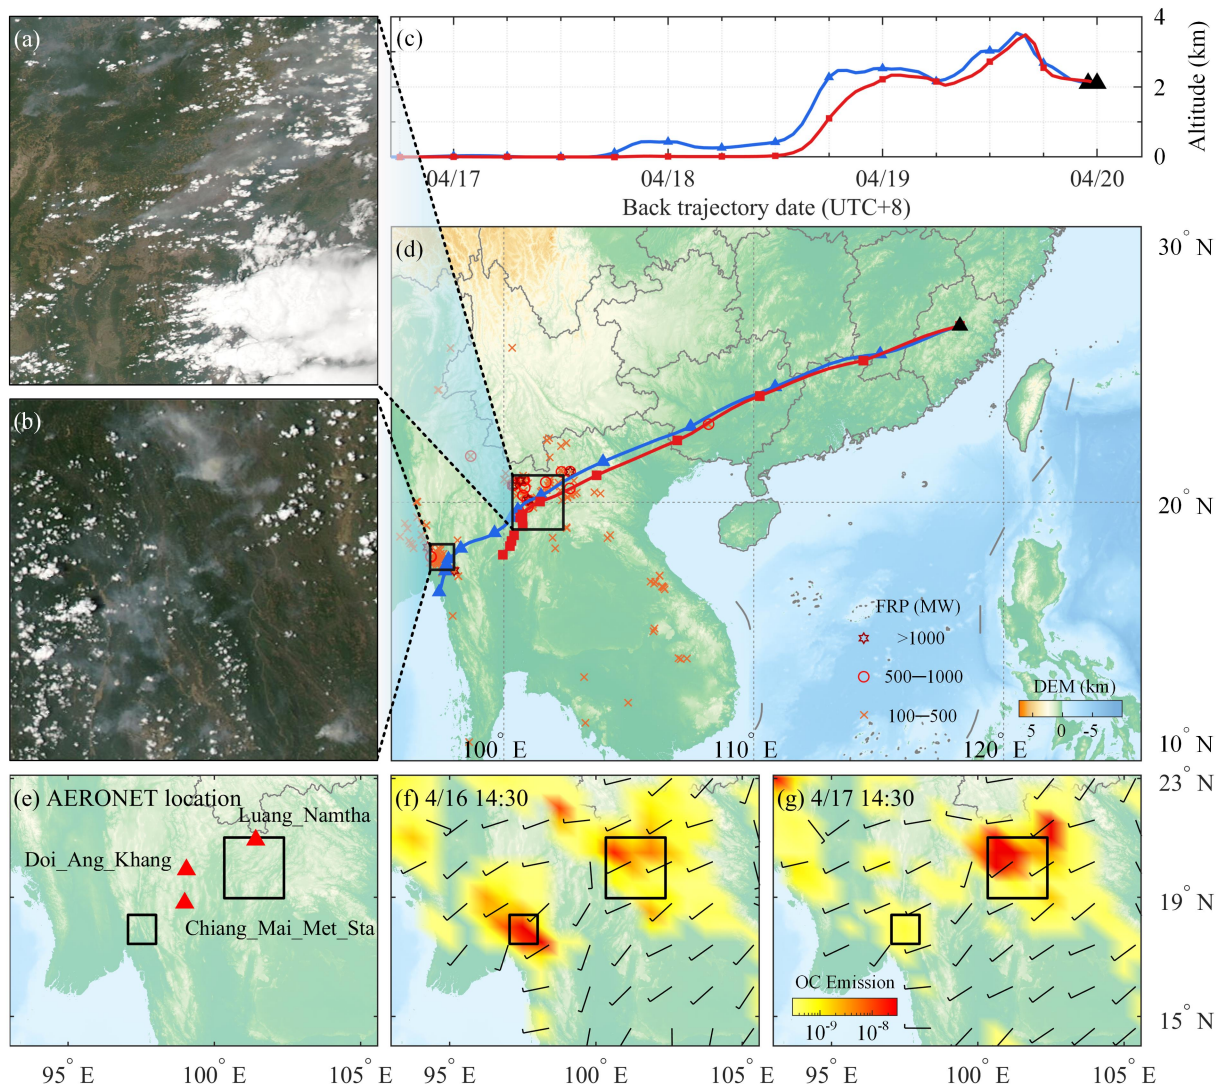 (a)
(b)
(c)
4
2
0
Altitude (km)
04/17
04/18
04/19
04/20
Back trajectory date (UTC+8)
(d)
30° N
20° N
10° N
100° E
110° E
120° E
FRP (MW)
>1000
500—1000
100—500
DEM (km)
5
0
-5
(e) AERONET location
Luang_Namtha
Doi_Ang_Khang
Chiang_Mai_Met_Sta
(f) 4/16 14:30
(g) 4/17 14:30
OC Emission
10⁻⁹
10⁻⁸
23° N
19° N
15° N
95° E
100° E
105° E
95° E
100° E
105° E
95° E
100° E
105° E